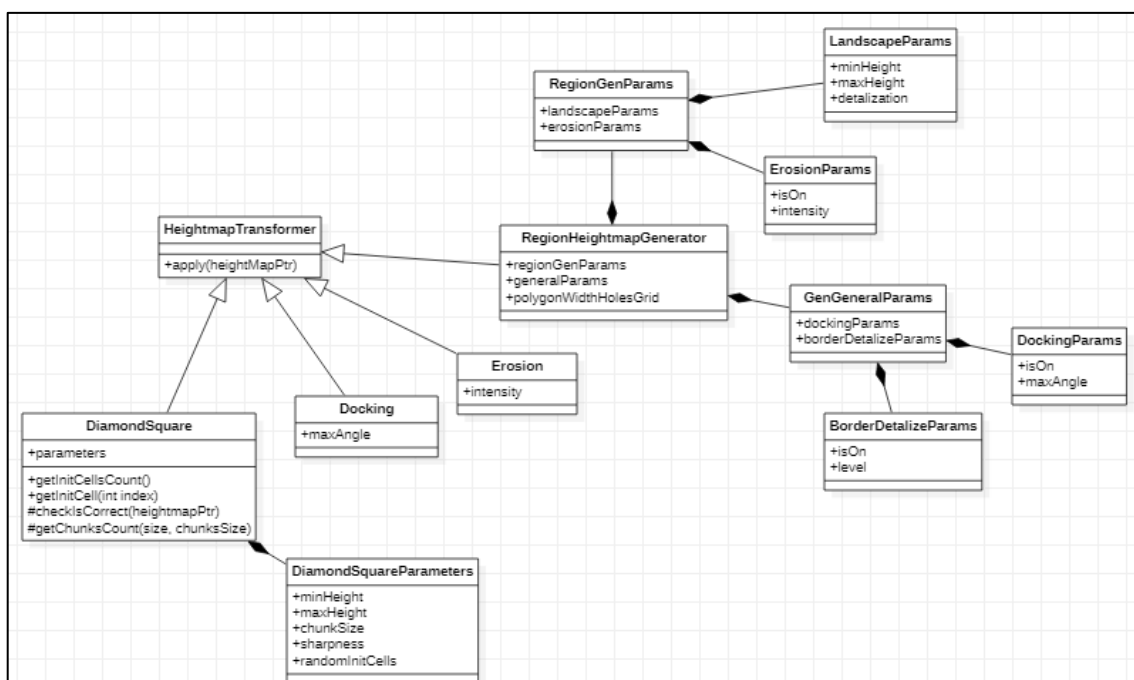 LandscapeParams
+minHeight
+maxHeight
+detalization
RegionGenParams
+landscapeParams
+erosionParams
ErosionParams
+isOn
+intensity
HeightmapTransformer
+apply(heightMapPtr)
RegionHeightmapGenerator
+regionGenParams
+generalParams
+polygonWidthHolesGrid
GenGeneralParams
+dockingParams
+borderDetalizeParams
DockingParams
+isOn
+maxAngle
Erosion
+intensity
Docking
+maxAngle
DiamondSquare
+parameters
+getInitCellsCount()
+getInitCell(int index)
#checkIsCorrect(heightmapPtr)
#getChunksCount(size, chunksSize)
BorderDetalizeParams
+isOn
+level
DiamondSquareParameters
+minHeight
+maxHeight
+chunkSize
+sharpness
+randomInitCells